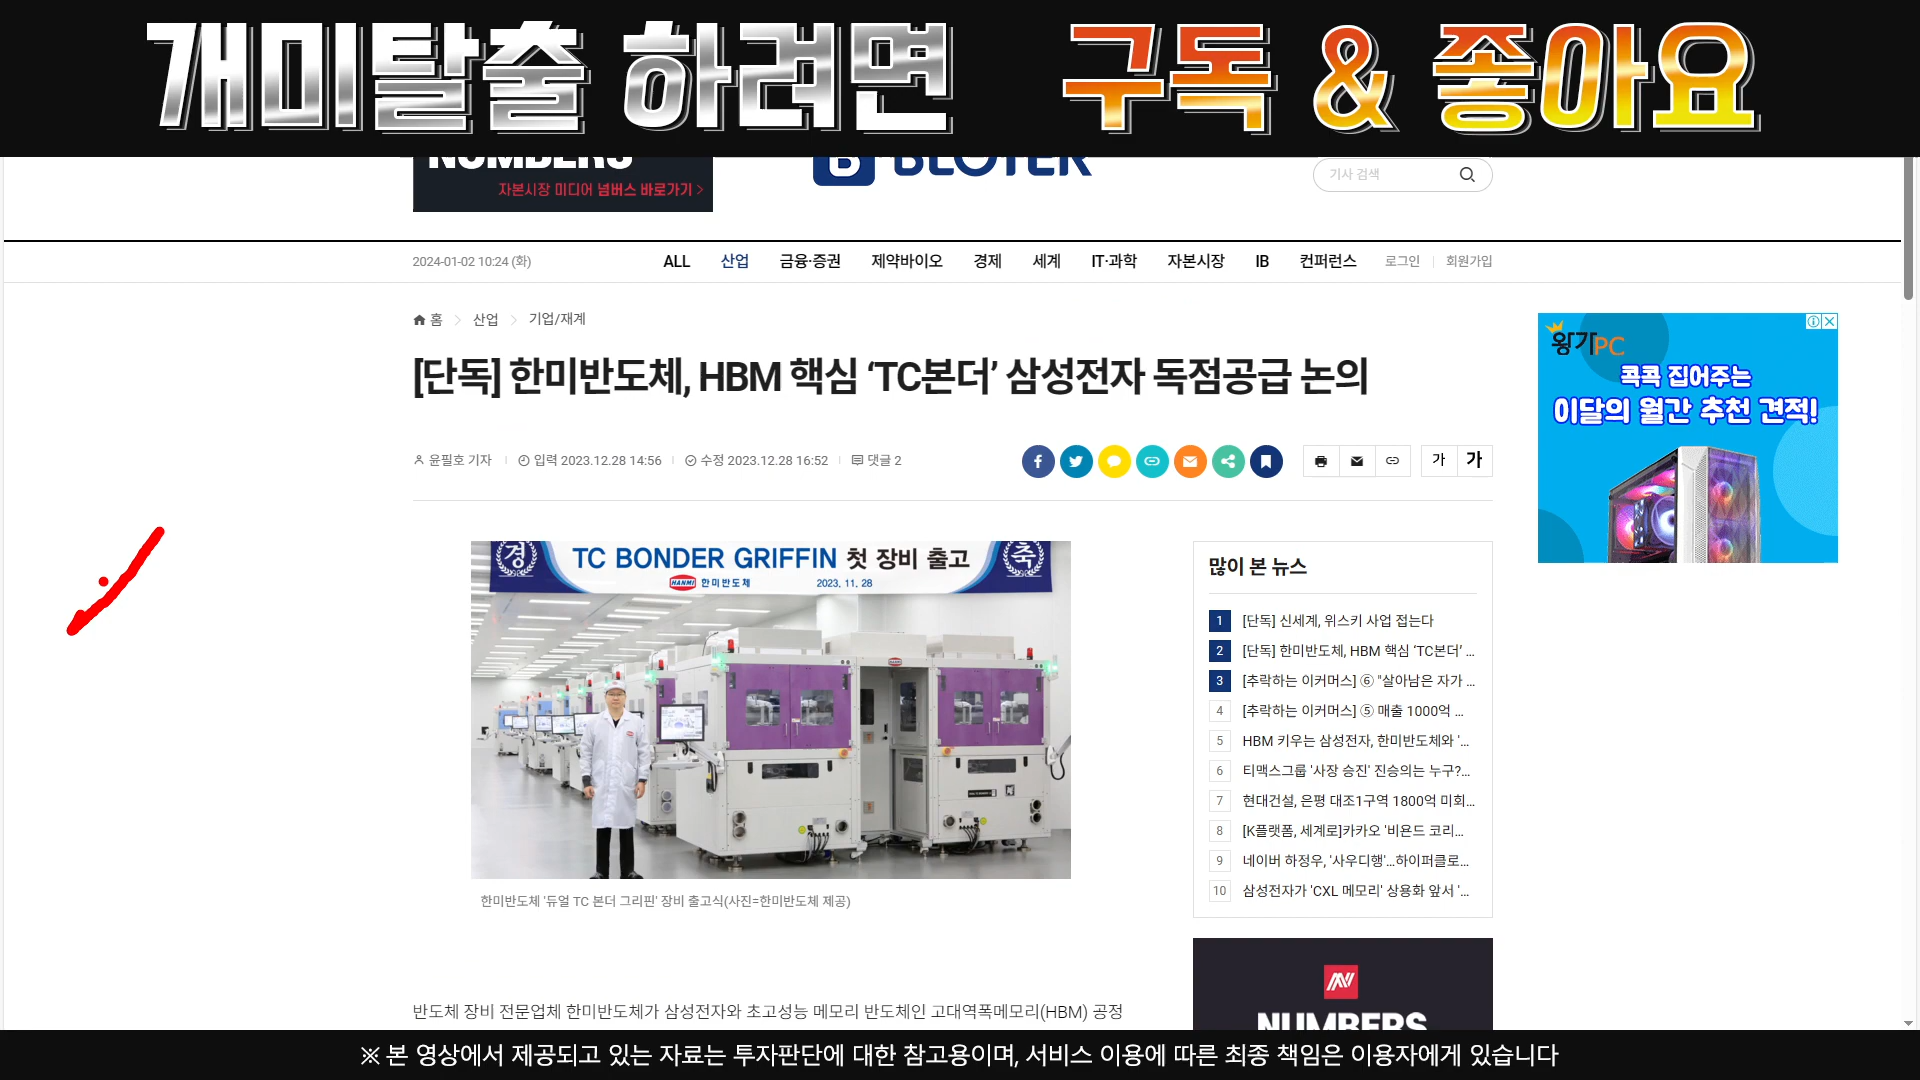 개미탈출 하려면 구독 & 좋아요
NUMBERS
자본시장 미디어 넘버스 바로가기 >
B BLOTER
기사 검색
2024-01-02 10:24 (화)
ALL 산업 금융·증권 제약바이오 경제 세계 IT·과학 자본시장 IB 컨퍼런스 로그인 회원가입
홈 산업 기업/재계
[단독] 한미반도체, HBM 핵심 ‘TC본더’ 삼성전자 독점공급 논의
윤필호 기자 입력 2023.12.28 14:56 수정 2023.12.28 16:52 댓글 2
가 가
왕가PC
콕콕 집어주는
이달의 월간 추천 견적!
경 TC BONDER GRIFFIN 첫 장비 출고 축
HANMI 한미반도체 2023. 11. 28
한미반도체 '듀얼 TC 본더 그리핀' 장비 출고식(사진=한미반도체 제공)
반도체 장비 전문업체 한미반도체가 삼성전자와 초고성능 메모리 반도체인 고대역폭메모리(HBM) 공정
많이 본 뉴스
1 [단독] 신세계, 위스키 사업 접는다
2 [단독] 한미반도체, HBM 핵심 ‘TC본더’ ...
3 [추락하는 이커머스] ⑥ "살아남은 자가 ...
4 [추락하는 이커머스] ⑤ 매출 1000억 ...
5 HBM 키우는 삼성전자, 한미반도체와 '...
6 티맥스그룹 '사장 승진' 진승의는 누구?...
7 현대건설, 은평 대조1구역 1800억 미회...
8 [K플랫폼, 세계로]카카오 '비욘드 코리...
9 네이버 하정우, '사우디행'...하이퍼클로...
10 삼성전자가 'CXL 메모리' 상용화 앞서 '...
NUMBERS
※ 본 영상에서 제공되고 있는 자료는 투자판단에 대한 참고용이며, 서비스 이용에 따른 최종 책임은 이용자에게 있습니다